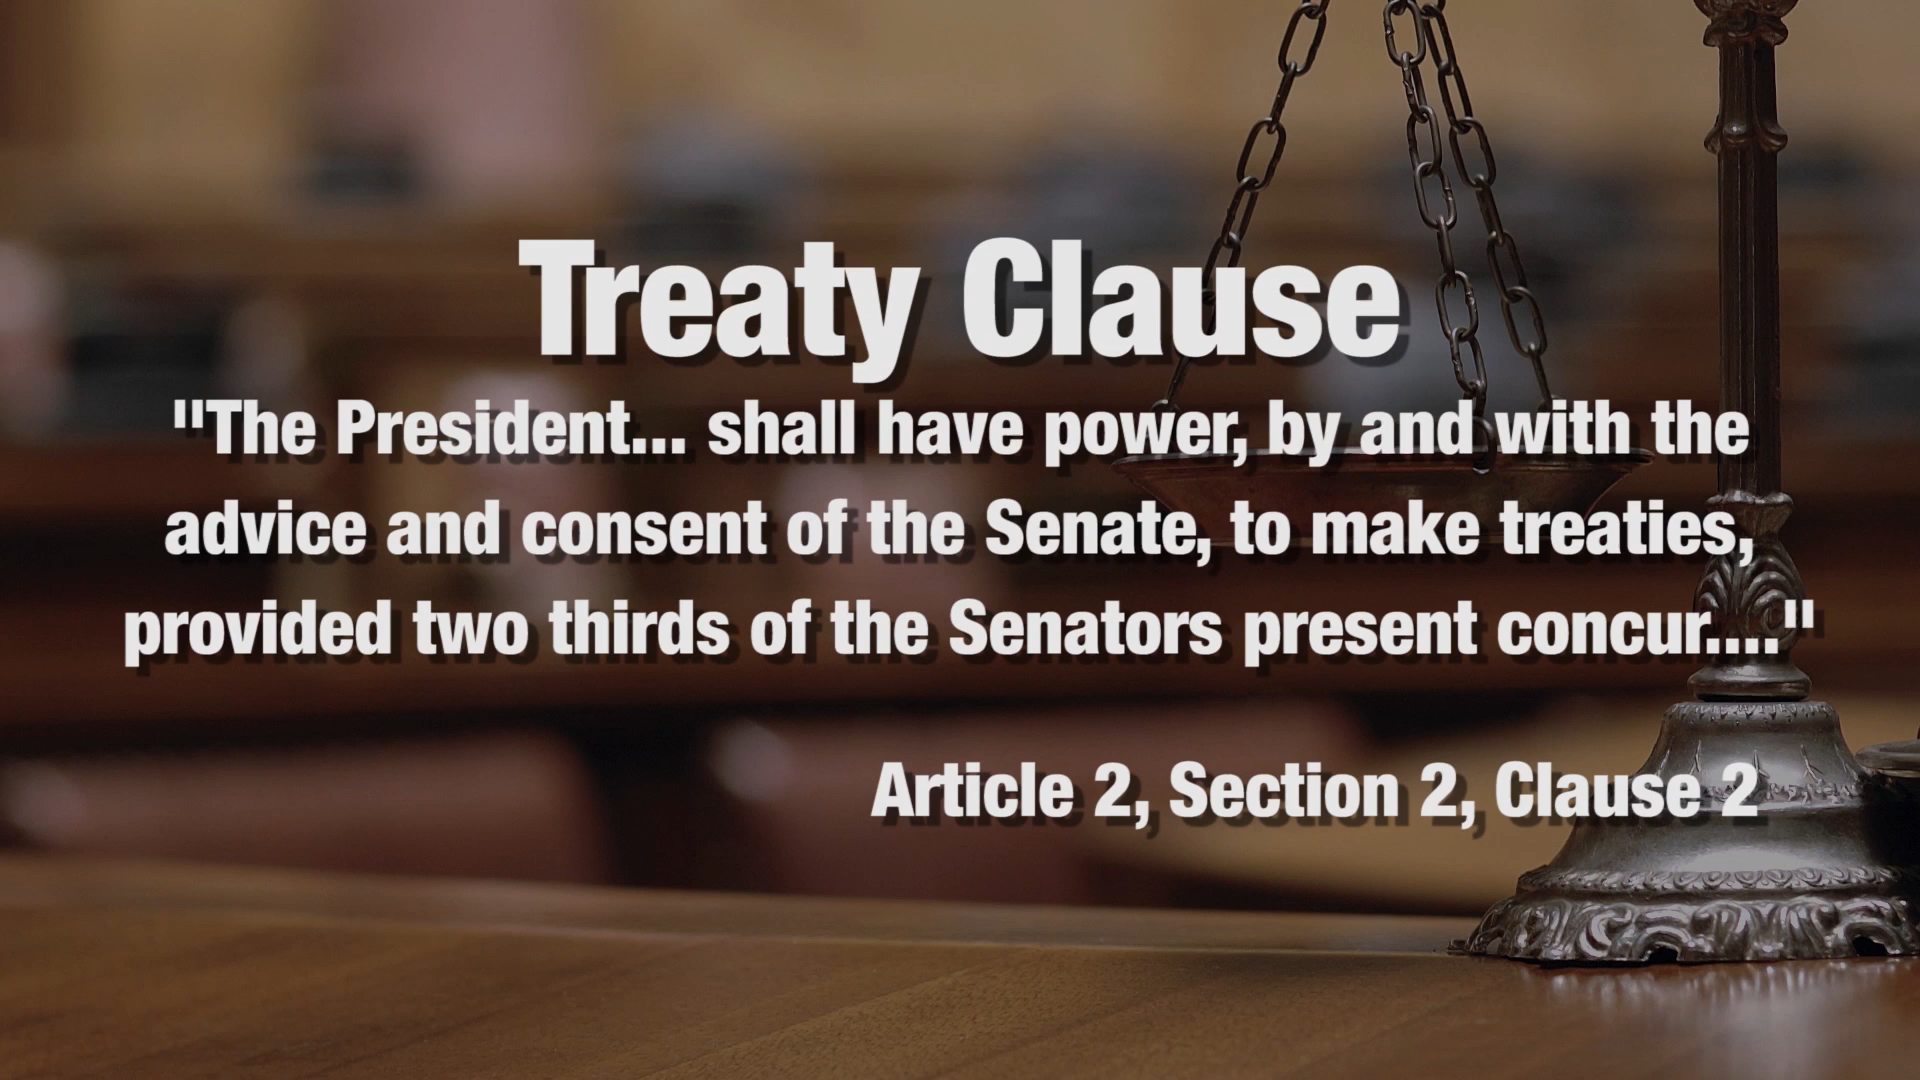 Treaty Clause
"The President... shall have power, by and with the
advice and consent of the Senate, to make treaties,
provided two thirds of the Senators present concur...."
Article 2, Section 2, Clause 2